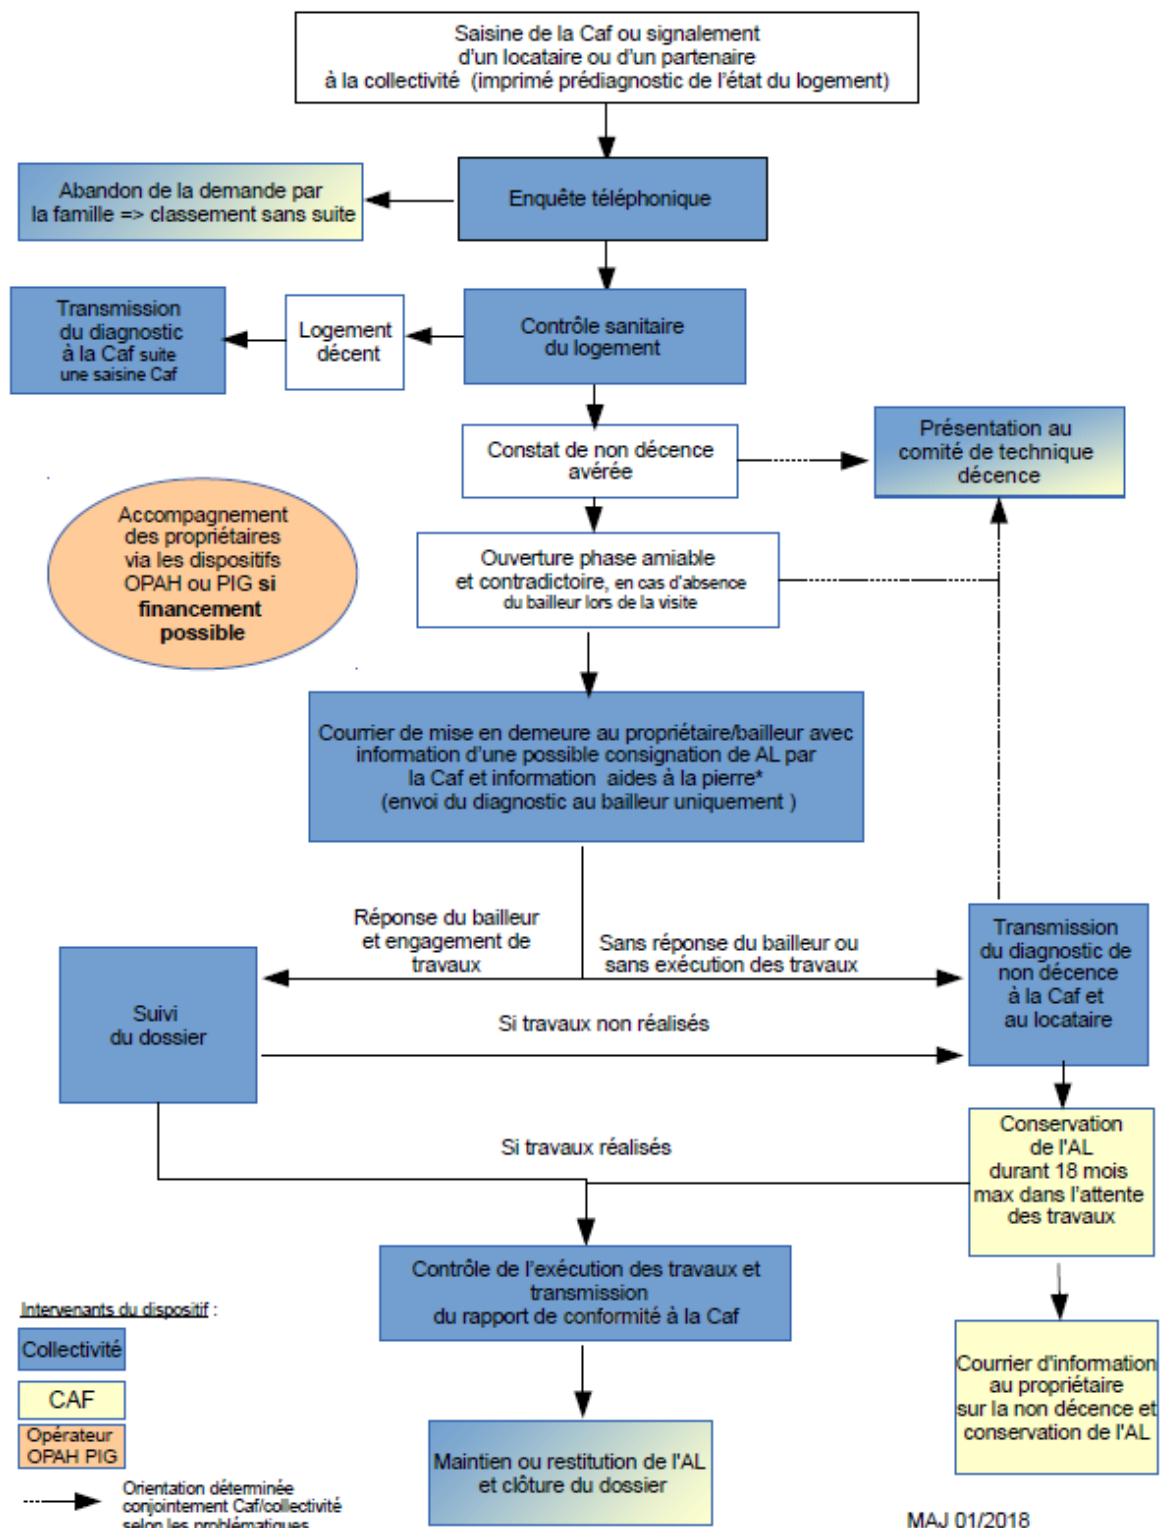 Saisine de la Caf ou signalement
d'un locataire ou d'un partenaire
à la collectivité (imprimé prédiagnostic de l'état du logement)
Abandon de la demande par
la famille => classement sans suite
Enquête téléphonique
Transmission
du diagnostic
à la Caf suite
une saisine Caf
Logement
décent
Contrôle sanitaire
du logement
Constat de non décence
avérée
Présentation au
comité de technique
décence
Accompagnement
des propriétaires
via les dispositifs
OPAH ou PIG si
financement
possible
Ouverture phase amiable
et contradictoire, en cas d'absence
du bailleur lors de la visite
Courrier de mise en demeure au propriétaire/bailleur avec
information d'une possible consignation de AL par
la Caf et information aides à la pierre*
(envoi du diagnostic au bailleur uniquement )
Réponse du bailleur
et engagement de
travaux
Sans réponse du bailleur ou
sans exécution des travaux
Transmission
du diagnostic de
non décence
à la Caf et
au locataire
Suivi
du dossier
Si travaux non réalisés
Si travaux réalisés
Conservation
de l'AL
durant 18 mois
max dans l'attente
des travaux
Contrôle de l'exécution des travaux et
transmission
du rapport de conformité à la Caf
Courrier d'information
au propriétaire
sur la non décence et
conservation de l'AL
Maintien ou restitution de l'AL
et clôture du dossier
Intervenants du dispositif :
Collectivité
CAF
Opérateur
OPAH PIG
Orientation déterminée
conjointement Caf/collectivité
selon les problématiques
MAJ 01/2018